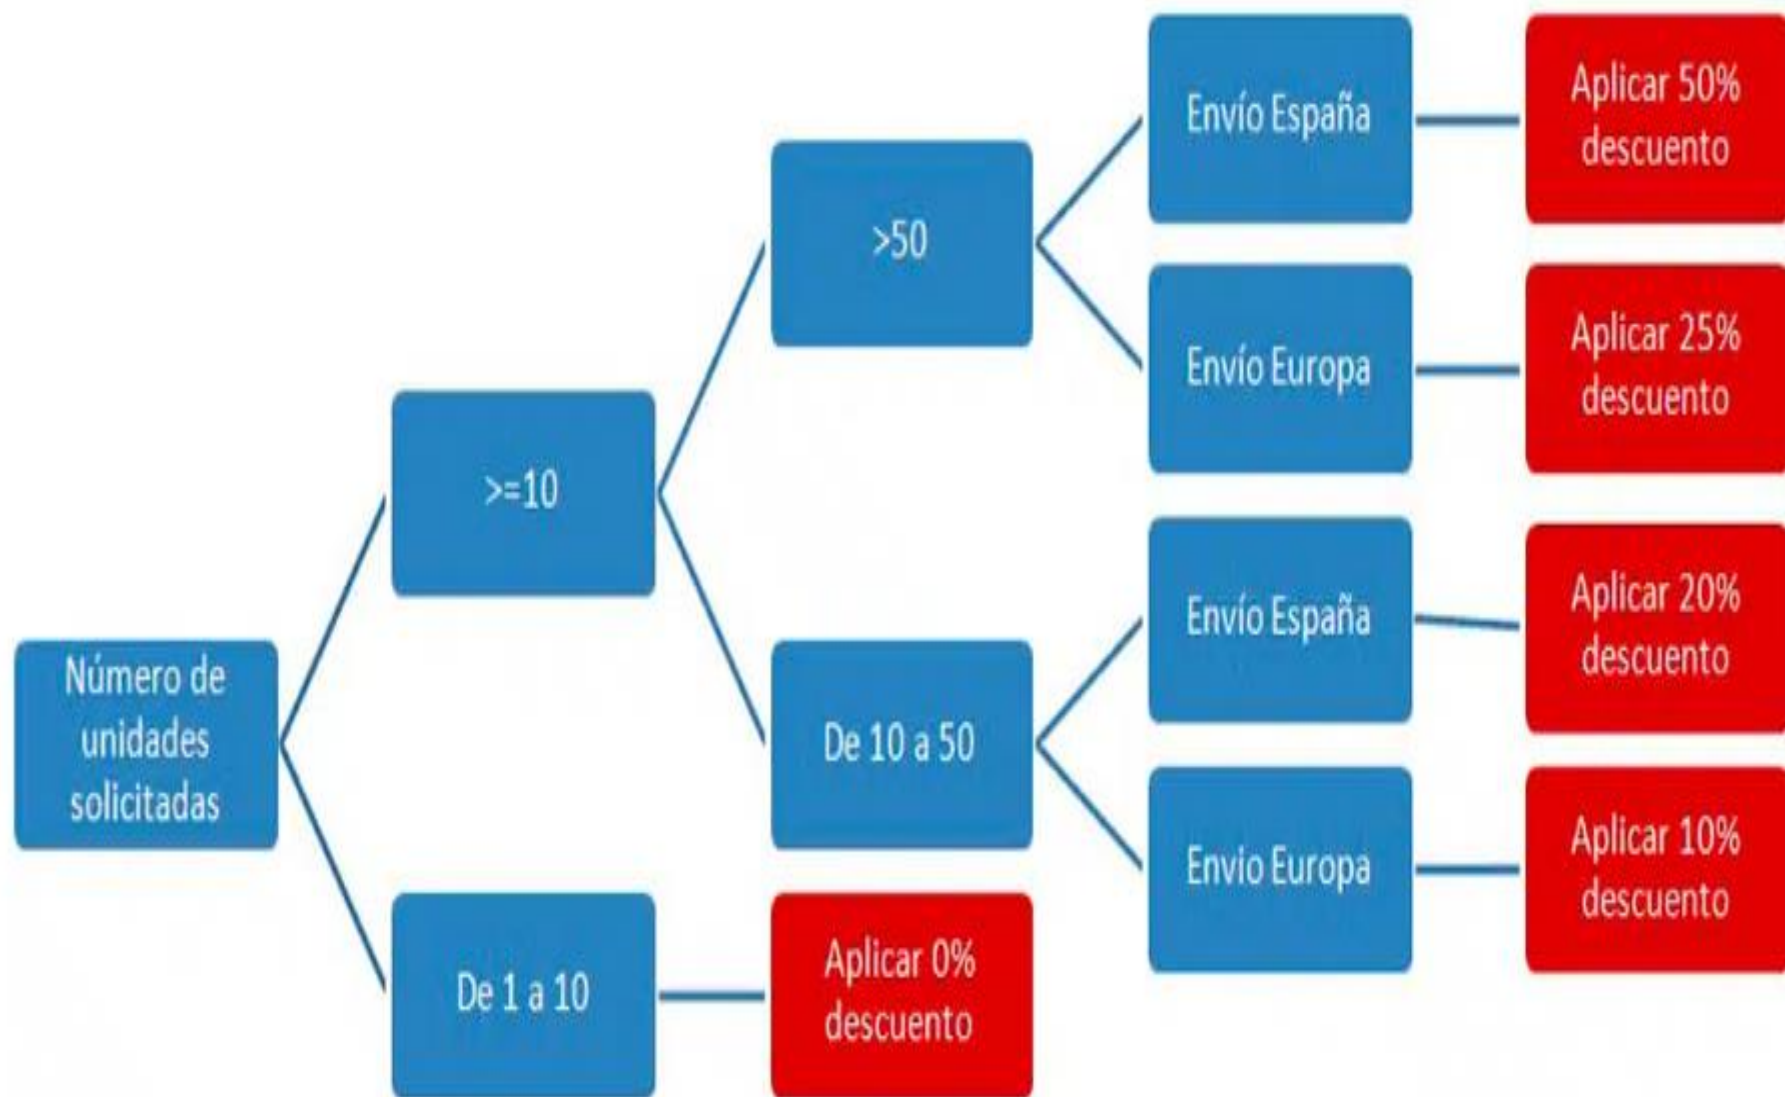 Número de
unidades
solicitadas
>=10
De 1 a 10
>50
De 10 a 50
Aplicar 0%
descuento
Envío España
Envío Europa
Envío España
Envio Europa
Aplicar 50%
descuento
Aplicar 25%
descuento
Aplicar 20%
descuento
Aplicar 10%
descuento